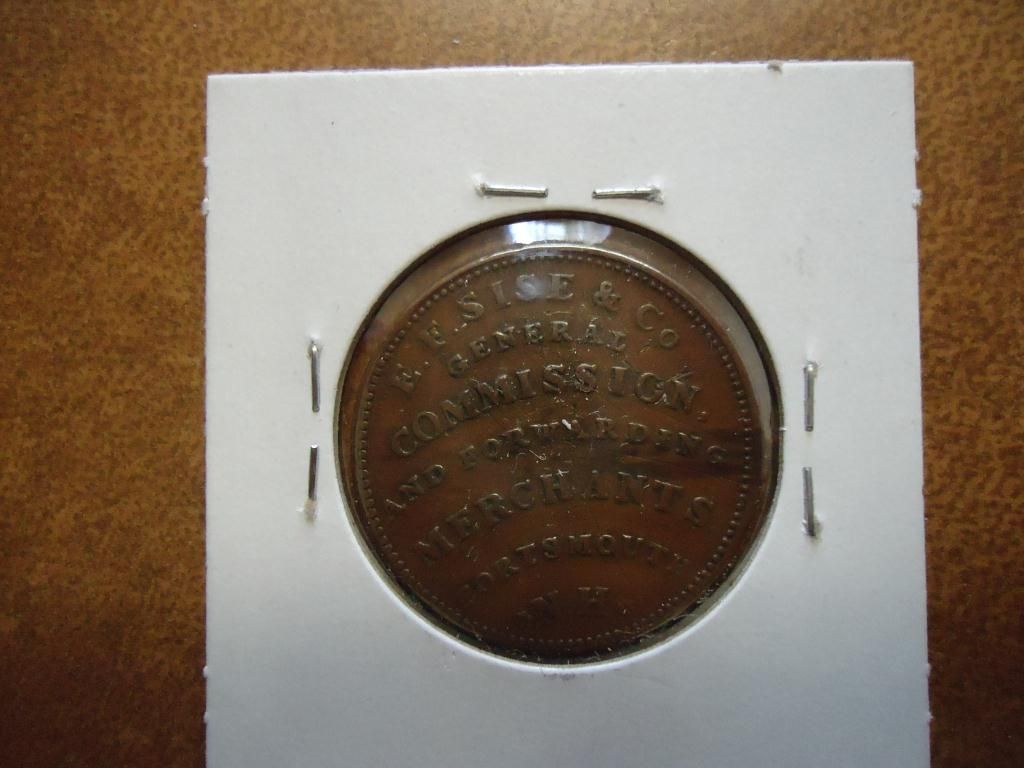 E. F. SISE & Co
GENERAL
COMMISSION
AND FORWARDING
MERCHANTS
PORTSMOUTH
N. H.